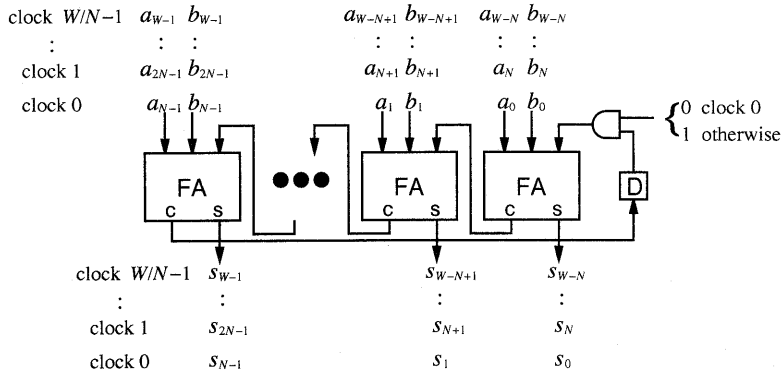 clock W/N−1 a_{W−1} b_{W−1} a_{W−N+1} b_{W−N+1} a_{W−N} b_{W−N}
⋮ ⋮ ⋮ ⋮ ⋮ ⋮ ⋮
clock 1 a_{2N−1} b_{2N−1} a_{N+1} b_{N+1} a_N b_N
clock 0 a_{N−1} b_{N−1} a_1 b_1 a_0 b_0 { 0 clock 0
1 otherwise
FA FA FA D
c s c s c s
clock W/N−1 s_{W−1} s_{W−N+1} s_{W−N}
⋮ ⋮ ⋮ ⋮
clock 1 s_{2N−1} s_{N+1} s_N
clock 0 s_{N−1} s_1 s_0